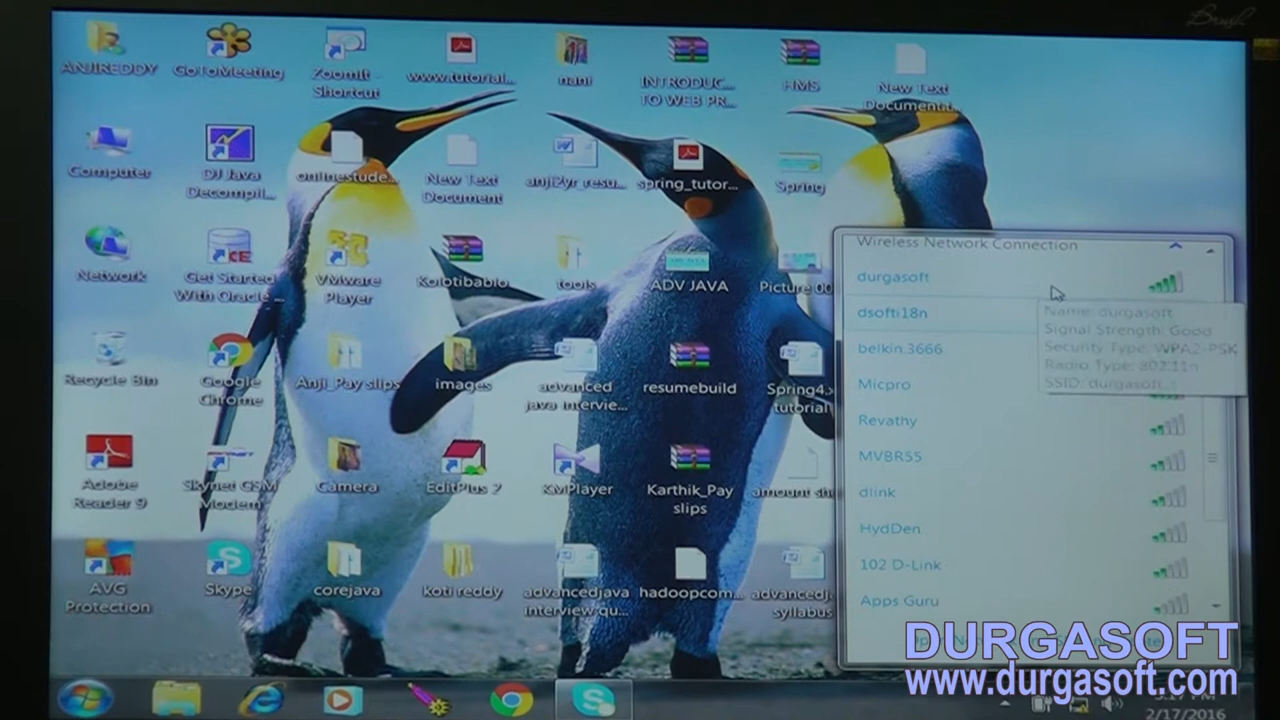 ANJIREDDY
GoToMeeting
ZoomIt -
Shortcut
www.tutorial...
nani
INTRODUC...
TO WEB PR...
HMS
New Text
Document.t...
Computer
DJ Java
Decompil...
onlinestude...
New Text
Document
anji2yr_resu...
spring_tutor...
Spring
Network
Get Started
With Oracle ...
VMware
Player
Kolotibablo
tools
ADV JAVA
Picture 00
Recycle Bin
Google
Chrome
Anji_Pay slips
images
advanced
java intervie...
resumebuild
Spring4.x
tutorial
Adobe
Reader 9
Skynet GSM
Modem
Camera
EditPlus 2
KMPlayer
Karthik_Pay
slips
amount sh
AVG
Protection
Skype
corejava
koti reddy
advancedjava
interview qu...
hadoopcom...
advancedj
syllabus
Wireless Network Connection
durgasoft
dsofti18n
belkin.3666
Micpro
Revathy
MVBR55
dlink
HydDen
102 D-Link
Apps Guru
Name: durgasoft
Signal Strength: Good
Security Type: WPA2-PSK
Radio Type: 802.11n
SSID: durgasoft
DURGASOFT
www.durgasoft.com
2/17/2016